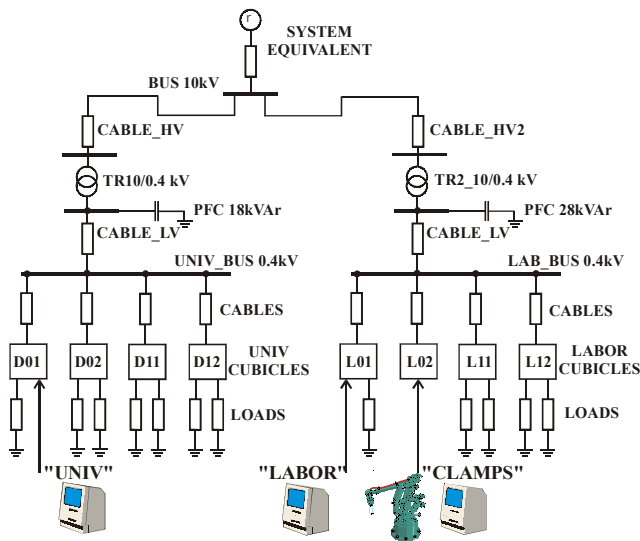 r
SYSTEM
EQUIVALENT
BUS 10kV
CABLE_HV
CABLE_HV2
TR10/0.4 kV
TR2_10/0.4 kV
PFC 18kVAr
PFC 28kVAr
CABLE_LV
CABLE_LV
UNIV_BUS 0.4kV
LAB_BUS 0.4kV
CABLES
CABLES
D01
D02
D11
D12
UNIV
CUBICLES
L01
L02
L11
L12
LABOR
CUBICLES
LOADS
LOADS
"UNIV"
"LABOR"
"CLAMPS"